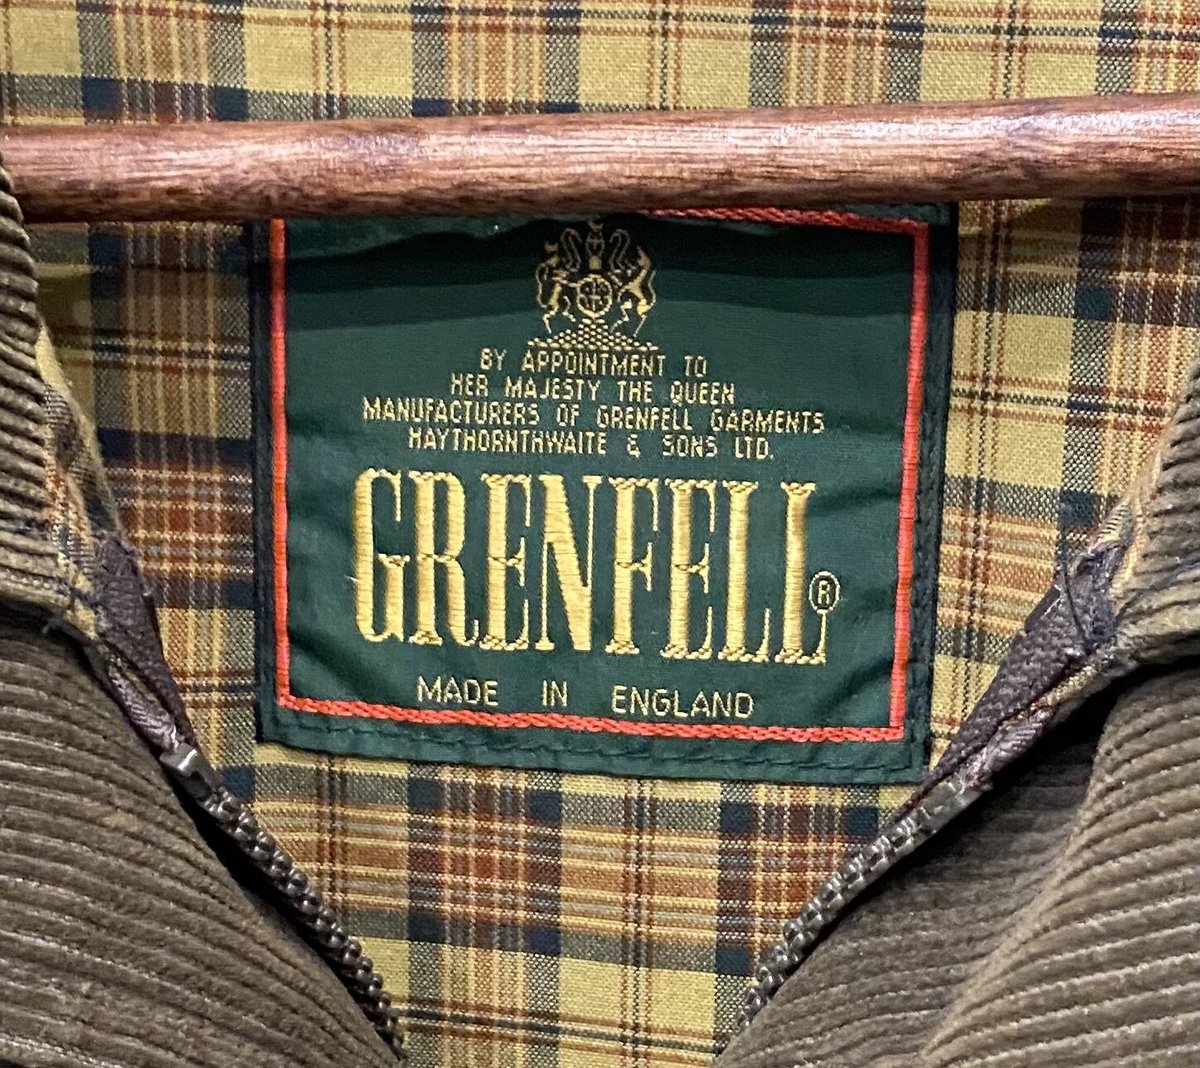 BY APPOINTMENT TO
HER MAJESTY THE QUEEN
MANUFACTURERS OF GRENFELL GARMENTS
HAYTHORNTHWAITE & SONS LTD.
GRENFELL®
MADE IN ENGLAND